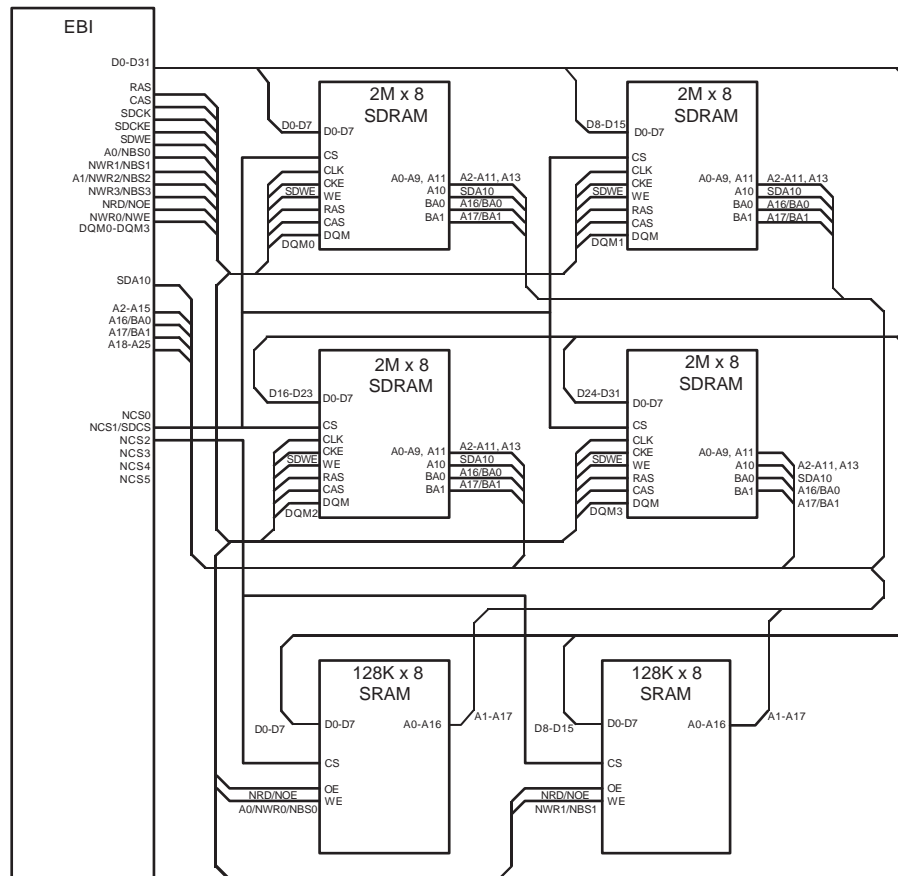 EBI
D0-D31
RAS
CAS
SDCK
SDCKE
SDWE
A0/NBS0
NWR1/NBS1
A1/NWR2/NBS2
NWR3/NBS3
NRD/NOE
NWR0/NWE
DQM0-DQM3
SDA10
A2-A15
A16/BA0
A17/BA1
A18-A25
NCS0
NCS1/SDCS
NCS2
NCS3
NCS4
NCS5
2M x 8
SDRAM
D0-D7
D0-D7
CS
CLK
CKE
SDWE
WE
RAS
CAS
DQM
DQM0
A0-A9, A11
A10
BA0
BA1
A2-A11, A13
SDA10
A16/BA0
A17/BA1
2M x 8
SDRAM
D8-D15
D0-D7
CS
CLK
CKE
SDWE
WE
RAS
CAS
DQM
DQM1
A0-A9, A11
A10
BA0
BA1
A2-A11, A13
SDA10
A16/BA0
A17/BA1
2M x 8
SDRAM
D16-D23
D0-D7
CS
CLK
CKE
SDWE
WE
RAS
CAS
DQM
DQM2
A0-A9, A11
A10
BA0
BA1
A2-A11, A13
SDA10
A16/BA0
A17/BA1
2M x 8
SDRAM
D24-D31
D0-D7
CS
CLK
CKE
SDWE
WE
RAS
CAS
DQM
DQM3
A0-A9, A11
A10
BA0
BA1
A2-A11, A13
SDA10
A16/BA0
A17/BA1
128K x 8
SRAM
D0-D7
D0-D7
A0-A16
A1-A17
CS
OE
NRD/NOE
WE
A0/NWR0/NBS0
128K x 8
SRAM
D8-D15
D0-D7
A0-A16
A1-A17
CS
OE
NRD/NOE
WE
NWR1/NBS1